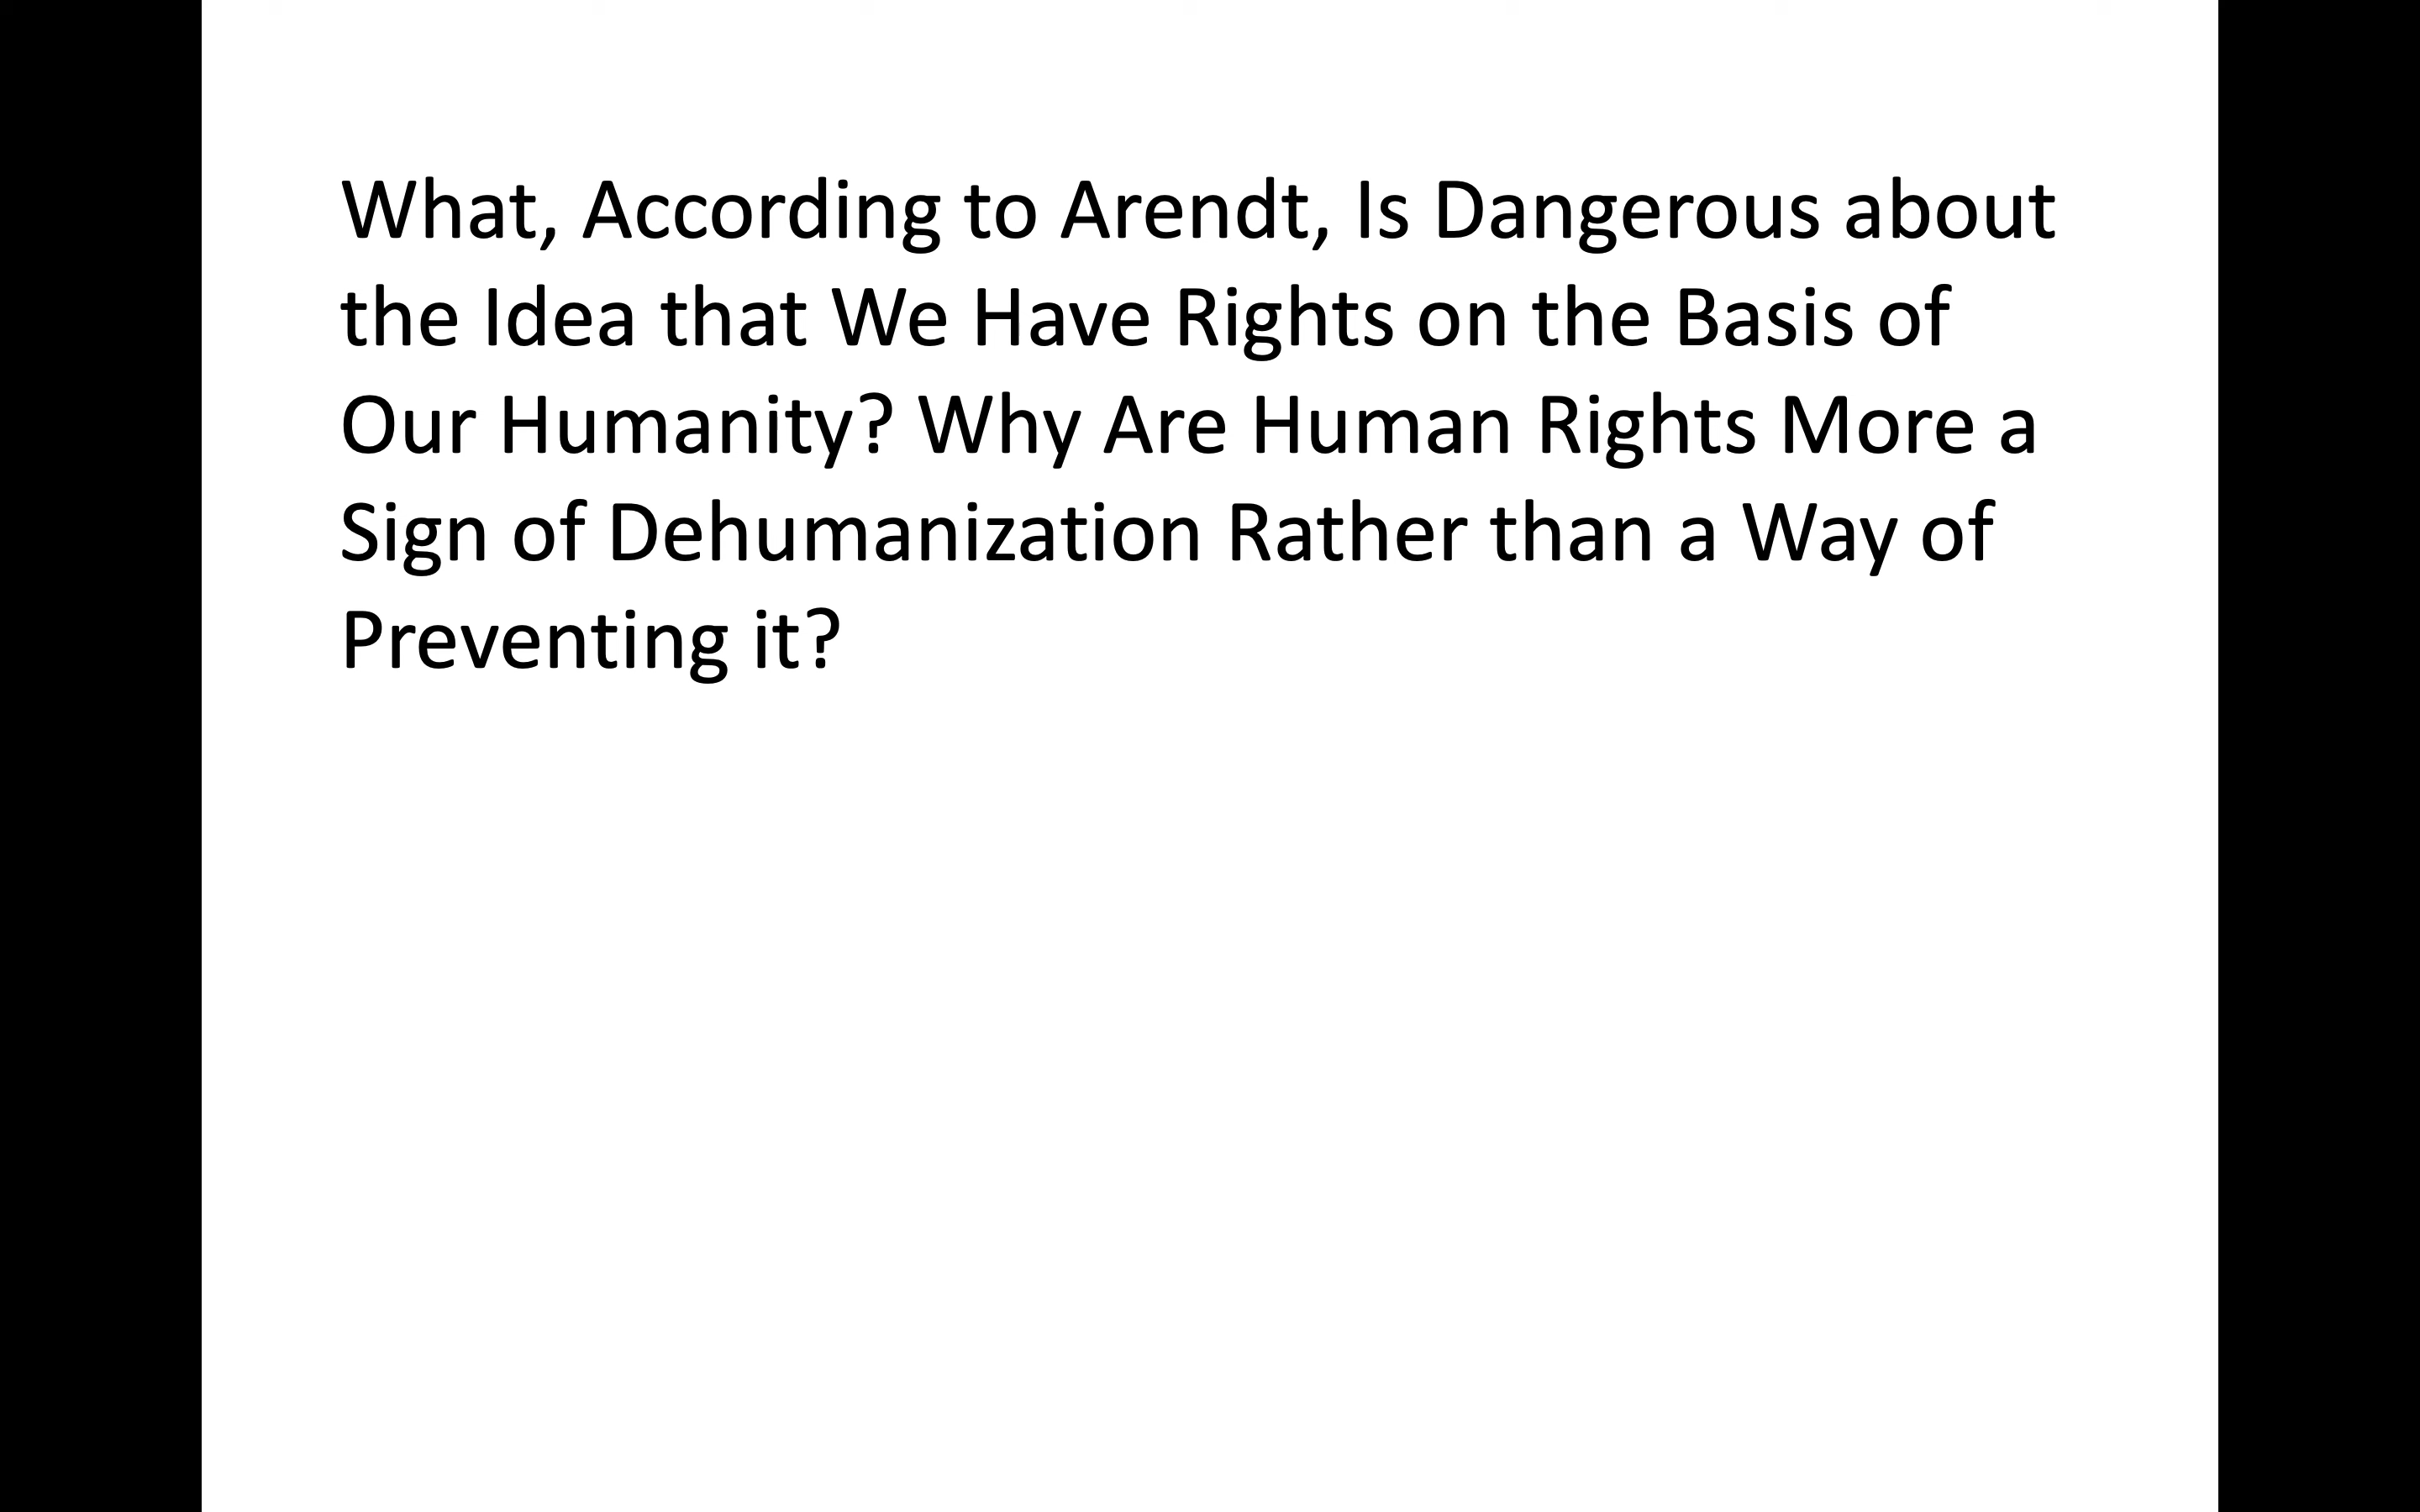 What, According to Arendt, Is Dangerous about
the Idea that We Have Rights on the Basis of
Our Humanity? Why Are Human Rights More a
Sign of Dehumanization Rather than a Way of
Preventing it?